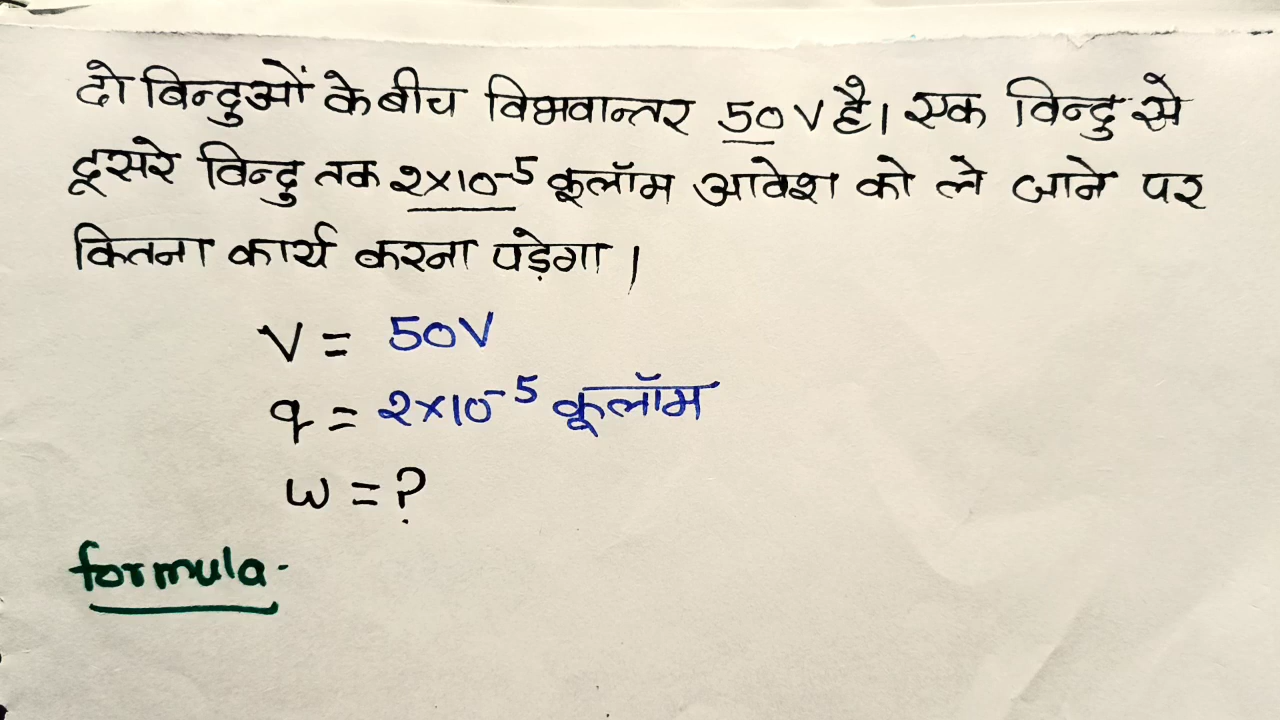 दो बिन्दुओं के बीच विभवान्तर 50V है। एक विन्दु से
दूसरे विन्दु तक 2×10⁻⁵ कूलॉम आवेश को ले जाने पर
कितना कार्य करना पड़ेगा।
V = 50V
q = 2×10⁻⁵ कूलॉम
w = ?
formula-